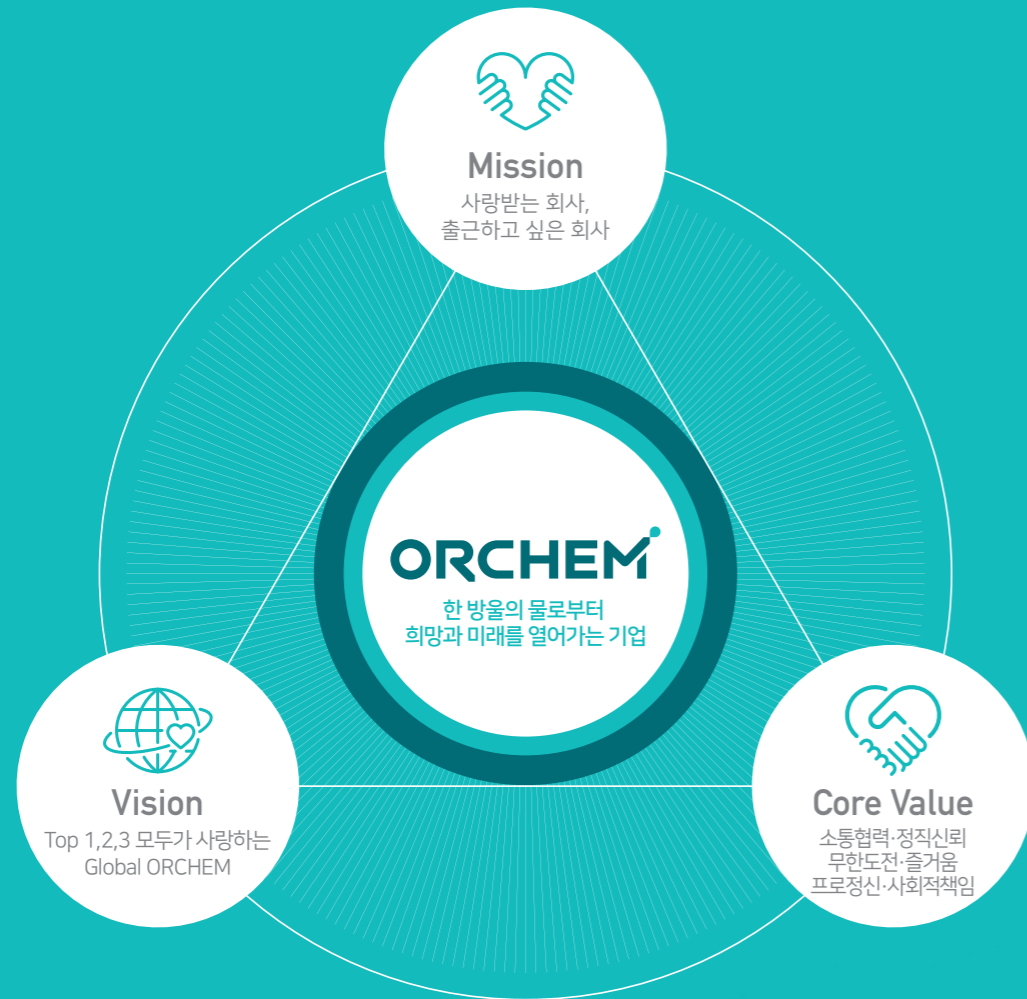 Mission
사랑받는 회사,
출근하고 싶은 회사
ORCHEM
한 방울의 물로부터
희망과 미래를 열어가는 기업
Vision
Top 1,2,3 모두가 사랑하는
Global ORCHEM
Core Value
소통협력·정직신뢰
무한도전·즐거움
프로정신·사회적책임